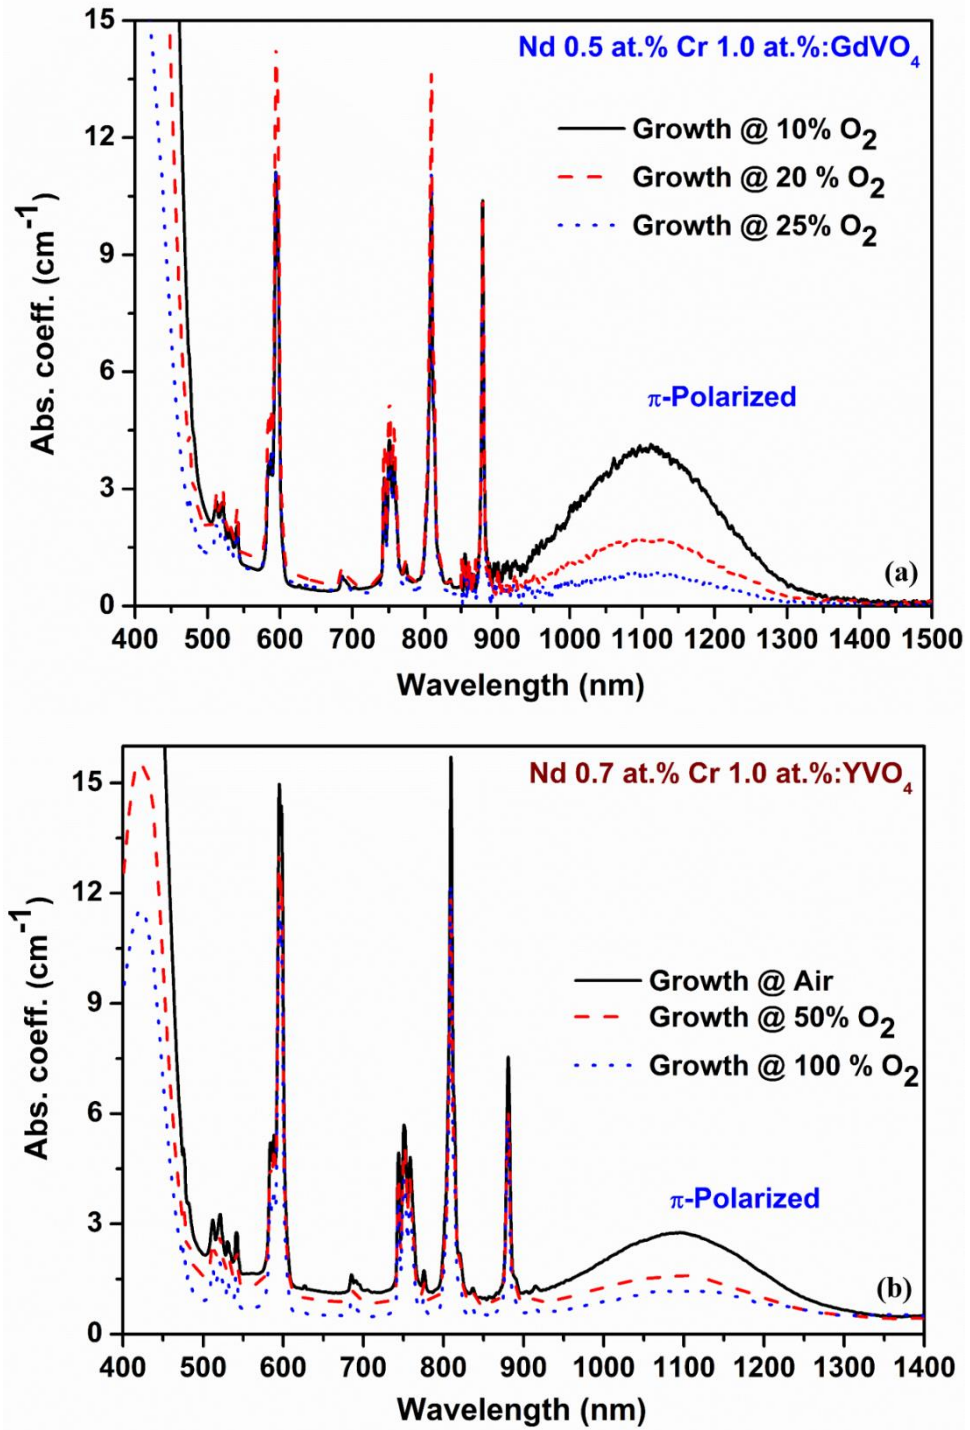 Nd 0.5 at.% Cr 1.0 at.%:GdVO4
Growth @ 10% O2
Growth @ 20 % O2
Growth @ 25% O2
π-Polarized
(a)
15
12
9
6
3
0
Abs. coeff. (cm-1)
400 500 600 700 800 900 1000 1100 1200 1300 1400 1500
Wavelength (nm)
Nd 0.7 at.% Cr 1.0 at.%:YVO4
Growth @ Air
Growth @ 50% O2
Growth @ 100 % O2
π-Polarized
(b)
15
12
9
6
3
0
Abs. coeff. (cm-1)
400 500 600 700 800 900 1000 1100 1200 1300 1400
Wavelength (nm)